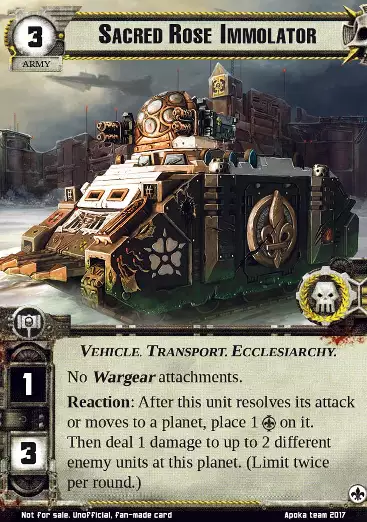 3
SACRED ROSE IMMOLATOR
ARMY
VEHICLE. TRANSPORT. ECCLESIARCHY.
No Wargear attachments.
1
Reaction: After this unit resolves its attack
or moves to a planet, place 1 on it.
Then deal 1 damage to up to 2 different
3
enemy units at this planet. (Limit twice
per round.)
Not for sale. Unofficial, fan-made card
Apoka team 2017